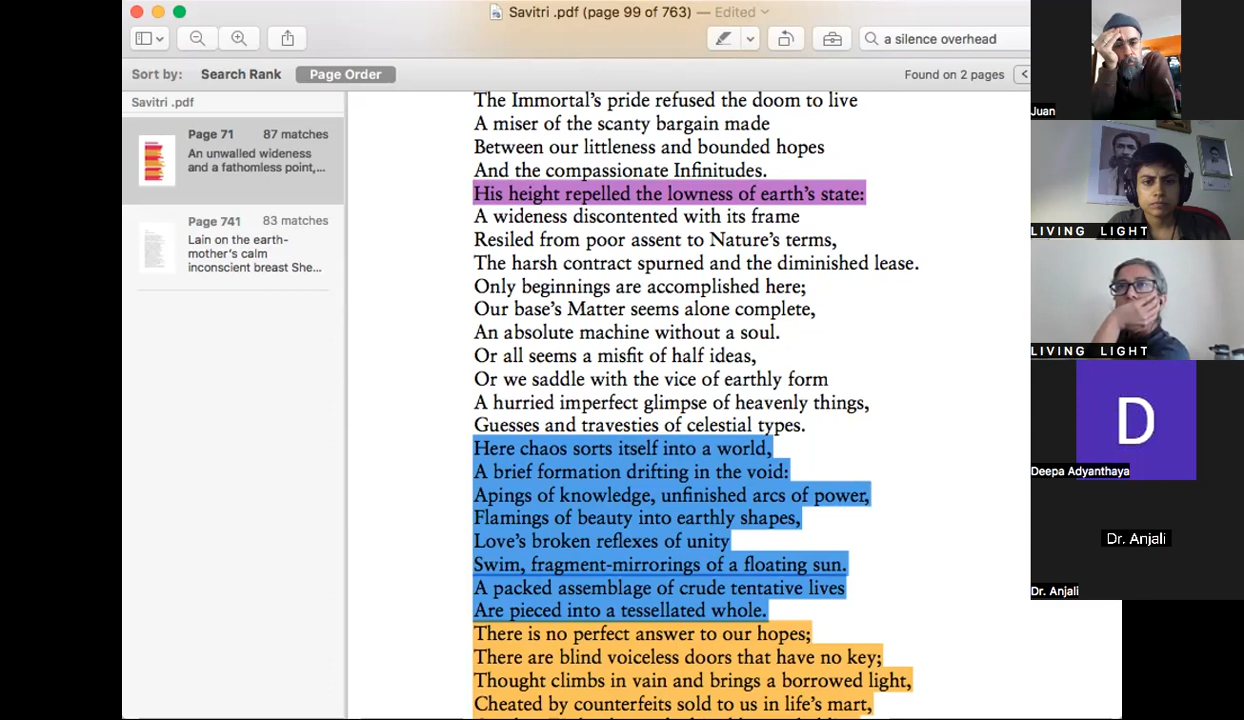 Savitri .pdf (page 99 of 763) — Edited
a silence overhead
Sort by: Search Rank Page Order
Found on 2 pages
Savitri .pdf
Page 71 87 matches
An unwalled wideness
and a fathomless point,...
Page 741 83 matches
Lain on the earth-
mother's calm
inconscient breast She...
The Immortal's pride refused the doom to live
A miser of the scanty bargain made
Between our littleness and bounded hopes
And the compassionate Infinitudes.
His height repelled the lowness of earth's state:
A wideness discontented with its frame
Resiled from poor assent to Nature's terms,
The harsh contract spurned and the diminished lease.
Only beginnings are accomplished here;
Our base's Matter seems alone complete,
An absolute machine without a soul.
Or all seems a misfit of half ideas,
Or we saddle with the vice of earthly form
A hurried imperfect glimpse of heavenly things,
Guesses and travesties of celestial types.
Here chaos sorts itself into a world,
A brief formation drifting in the void:
Apings of knowledge, unfinished arcs of power,
Flamings of beauty into earthly shapes,
Love's broken reflexes of unity
Swim, fragment-mirrorings of a floating sun.
A packed assemblage of crude tentative lives
Are pieced into a tessellated whole.
There is no perfect answer to our hopes;
There are blind voiceless doors that have no key;
Thought climbs in vain and brings a borrowed light,
Cheated by counterfeits sold to us in life's mart,
Juan
LIVING LIGHT
LIVING LIGHT
D
Deepa Adyanthaya
Dr. Anjali
Dr. Anjali